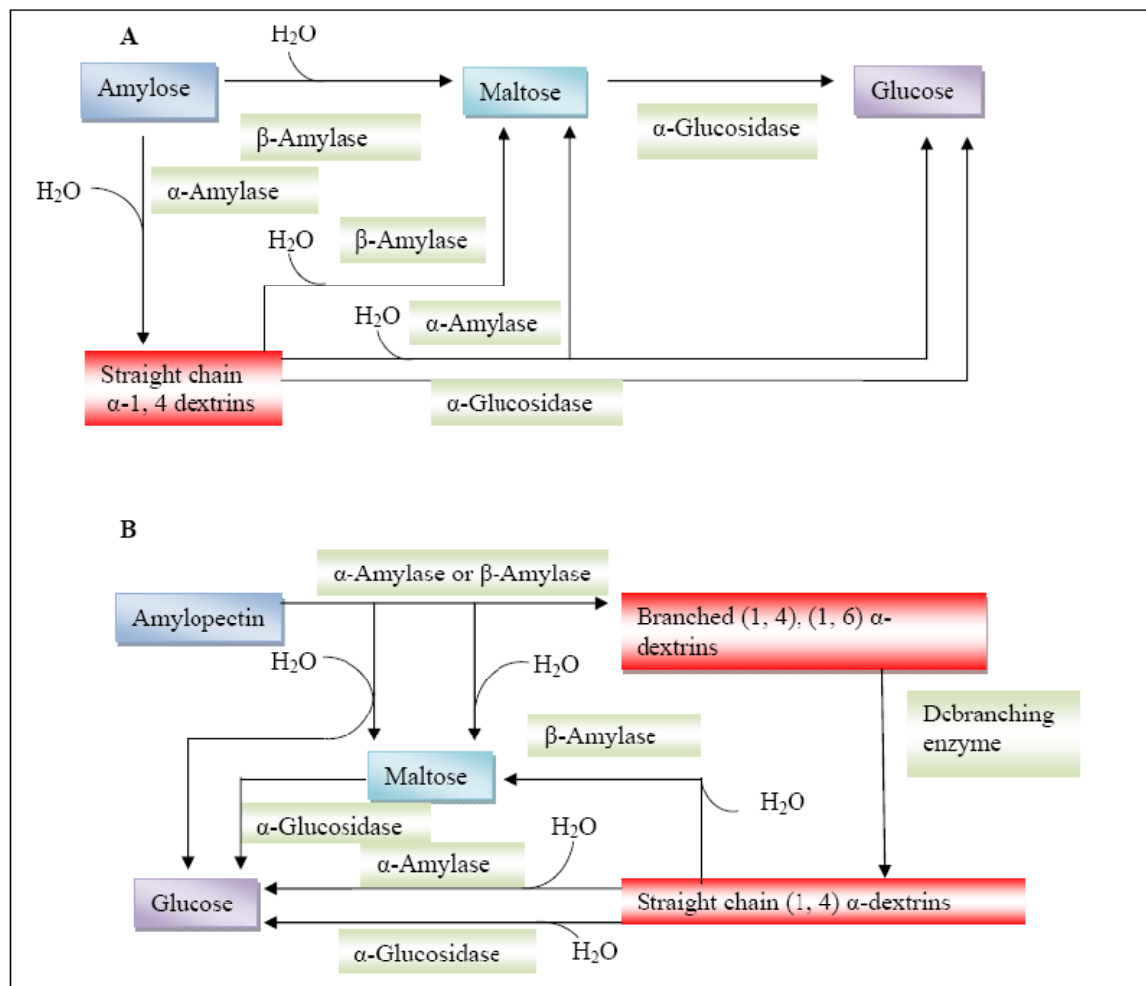 A
H₂O
Amylose
Maltose
Glucose
α-Glucosidase
β-Amylase
H₂O
α-Amylase
H₂O
β-Amylase
H₂O
α-Amylase
Straight chain
α-1, 4 dextrins
α-Glucosidase
B
α-Amylase or β-Amylase
Amylopectin
Branched (1, 4), (1, 6) α-
dextrins
H₂O
H₂O
Debranching
enzyme
β-Amylase
Maltose
H₂O
α-Glucosidase
H₂O
α-Amylase
Glucose
Straight chain (1, 4) α-dextrins
H₂O
α-Glucosidase